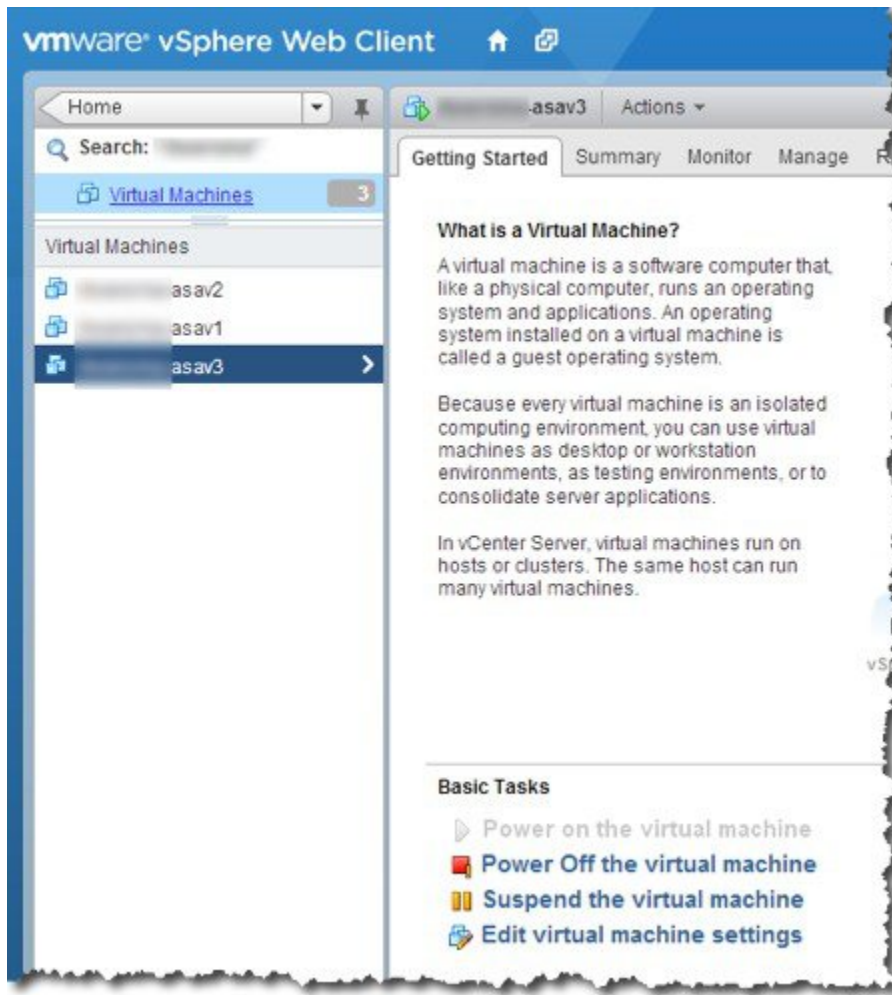 vmware® vSphere Web Client
Home
Search:
Virtual Machines 3
Virtual Machines
asav2
asav1
asav3
asav3 Actions
Getting Started Summary Monitor Manage
What is a Virtual Machine?
A virtual machine is a software computer that,
like a physical computer, runs an operating
system and applications. An operating
system installed on a virtual machine is
called a guest operating system.
Because every virtual machine is an isolated
computing environment, you can use virtual
machines as desktop or workstation
environments, as testing environments, or to
consolidate server applications.
In vCenter Server, virtual machines run on
hosts or clusters. The same host can run
many virtual machines.
Basic Tasks
Power on the virtual machine
Power Off the virtual machine
Suspend the virtual machine
Edit virtual machine settings